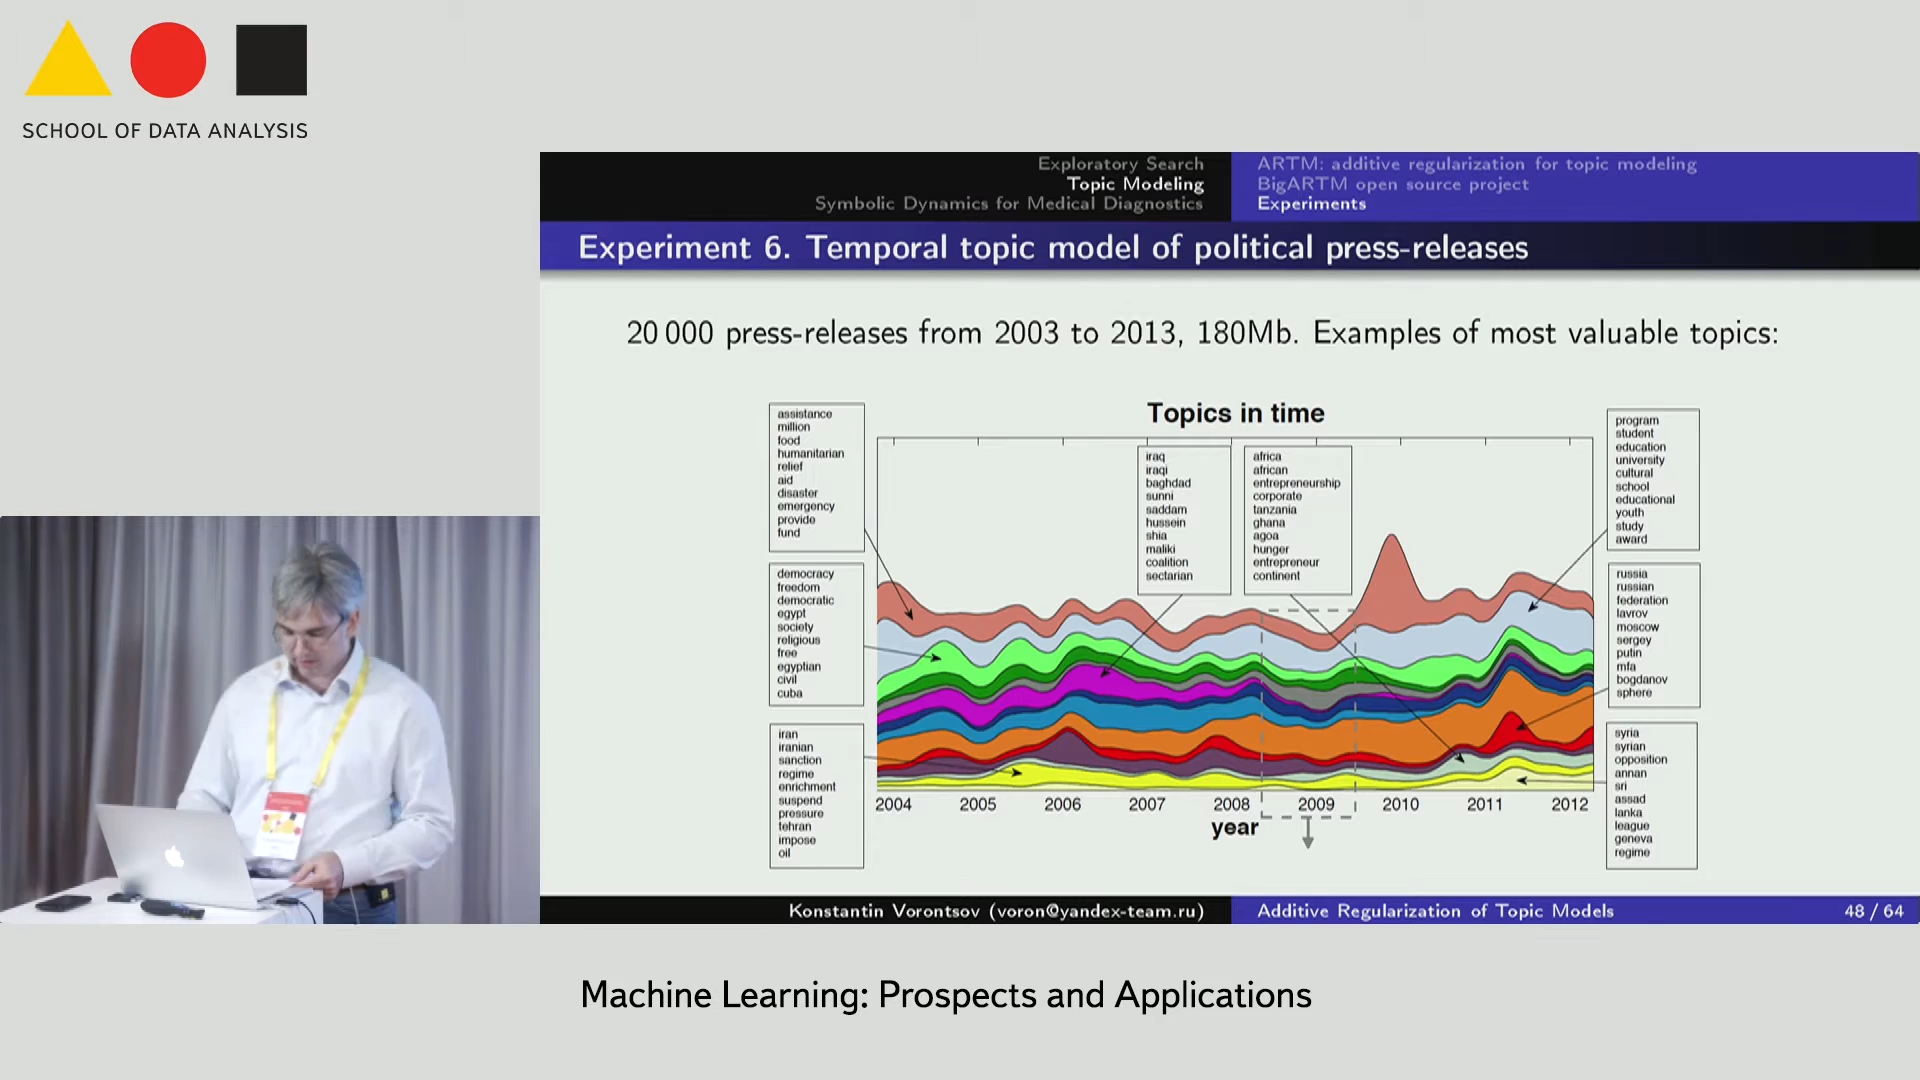 SCHOOL OF DATA ANALYSIS
Exploratory Search
Topic Modeling
Symbolic Dynamics for Medical Diagnostics
ARTM: additive regularization for topic modeling
BigARTM open source project
Experiments
Experiment 6. Temporal topic model of political press-releases
20 000 press-releases from 2003 to 2013, 180Mb. Examples of most valuable topics:
Topics in time
assistance
million
food
humanitarian
relief
aid
disaster
emergency
provide
fund
democracy
freedom
democratic
egypt
society
religious
free
egyptian
civil
cuba
iran
iranian
sanction
regime
enrichment
suspend
pressure
tehran
impose
oil
iraq
iraqi
baghdad
sunni
saddam
hussein
shia
maliki
coalition
sectarian
africa
african
entrepreneurship
corporate
tanzania
ghana
agoa
hunger
entrepreneur
continent
program
student
education
university
cultural
school
educational
youth
study
award
russia
russian
federation
lavrov
moscow
sergey
putin
mfa
bogdanov
sphere
syria
syrian
opposition
annan
sri
assad
lanka
league
geneva
regime
2004 2005 2006 2007 2008 2009 2010 2011 2012
year
Konstantin Vorontsov (voron@yandex-team.ru)
Additive Regularization of Topic Models
48 / 64
Machine Learning: Prospects and Applications